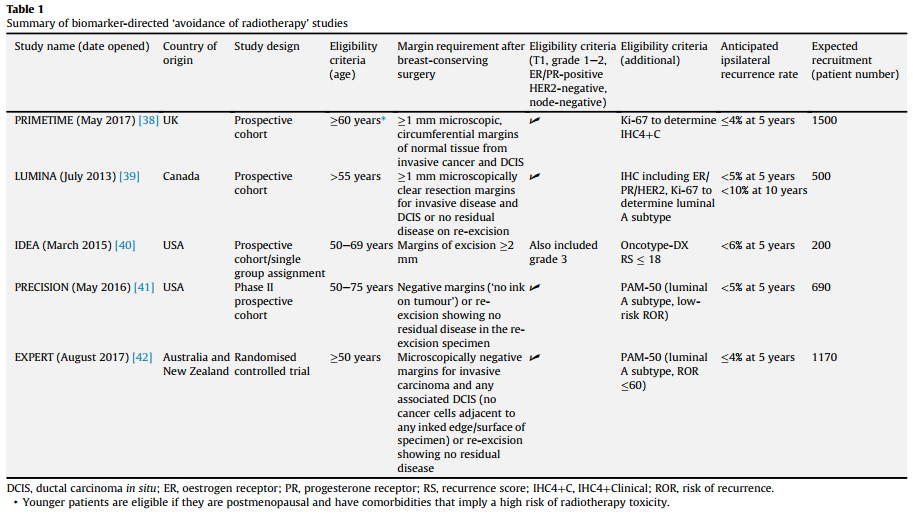 Table 1
Summary of biomarker-directed ‘avoidance of radiotherapy’ studies
Study name (date opened) Country of origin Study design Eligibility criteria (age) Margin requirement after breast-conserving surgery Eligibility criteria (T1, grade 1–2, ER/PR-positive HER2-negative, node-negative) Eligibility criteria (additional) Anticipated ipsilateral recurrence rate Expected recruitment (patient number)
PRIMETIME (May 2017) [38] UK Prospective cohort ≥60 years* ≥1 mm microscopic, circumferential margins of normal tissue from invasive cancer and DCIS ✓ Ki-67 to determine IHC4+C ≤4% at 5 years 1500
LUMINA (July 2013) [39] Canada Prospective cohort >55 years ≥1 mm microscopically clear resection margins for invasive disease and DCIS or no residual disease on re-excision ✓ IHC including ER/PR/HER2, Ki-67 to determine luminal A subtype <5% at 5 years <10% at 10 years 500
IDEA (March 2015) [40] USA Prospective cohort/single group assignment 50–69 years Margins of excision ≥2 mm Also included grade 3 Oncotype-DX RS ≤ 18 <6% at 5 years 200
PRECISION (May 2016) [41] USA Phase II prospective cohort 50–75 years Negative margins (‘no ink on tumour’) or re-excision showing no residual disease in the re-excision specimen ✓ PAM-50 (luminal A subtype, low-risk ROR) <5% at 5 years 690
EXPERT (August 2017) [42] Australia and New Zealand Randomised controlled trial ≥50 years Microscopically negative margins for invasive carcinoma and any associated DCIS (no cancer cells adjacent to any inked edge/surface of specimen) or re-excision showing no residual disease ✓ PAM-50 (luminal A subtype, ROR ≤60) ≤4% at 5 years 1170
DCIS, ductal carcinoma in situ; ER, oestrogen receptor; PR, progesterone receptor; RS, recurrence score; IHC4+C, IHC4+Clinical; ROR, risk of recurrence.
* Younger patients are eligible if they are postmenopausal and have comorbidities that imply a high risk of radiotherapy toxicity.